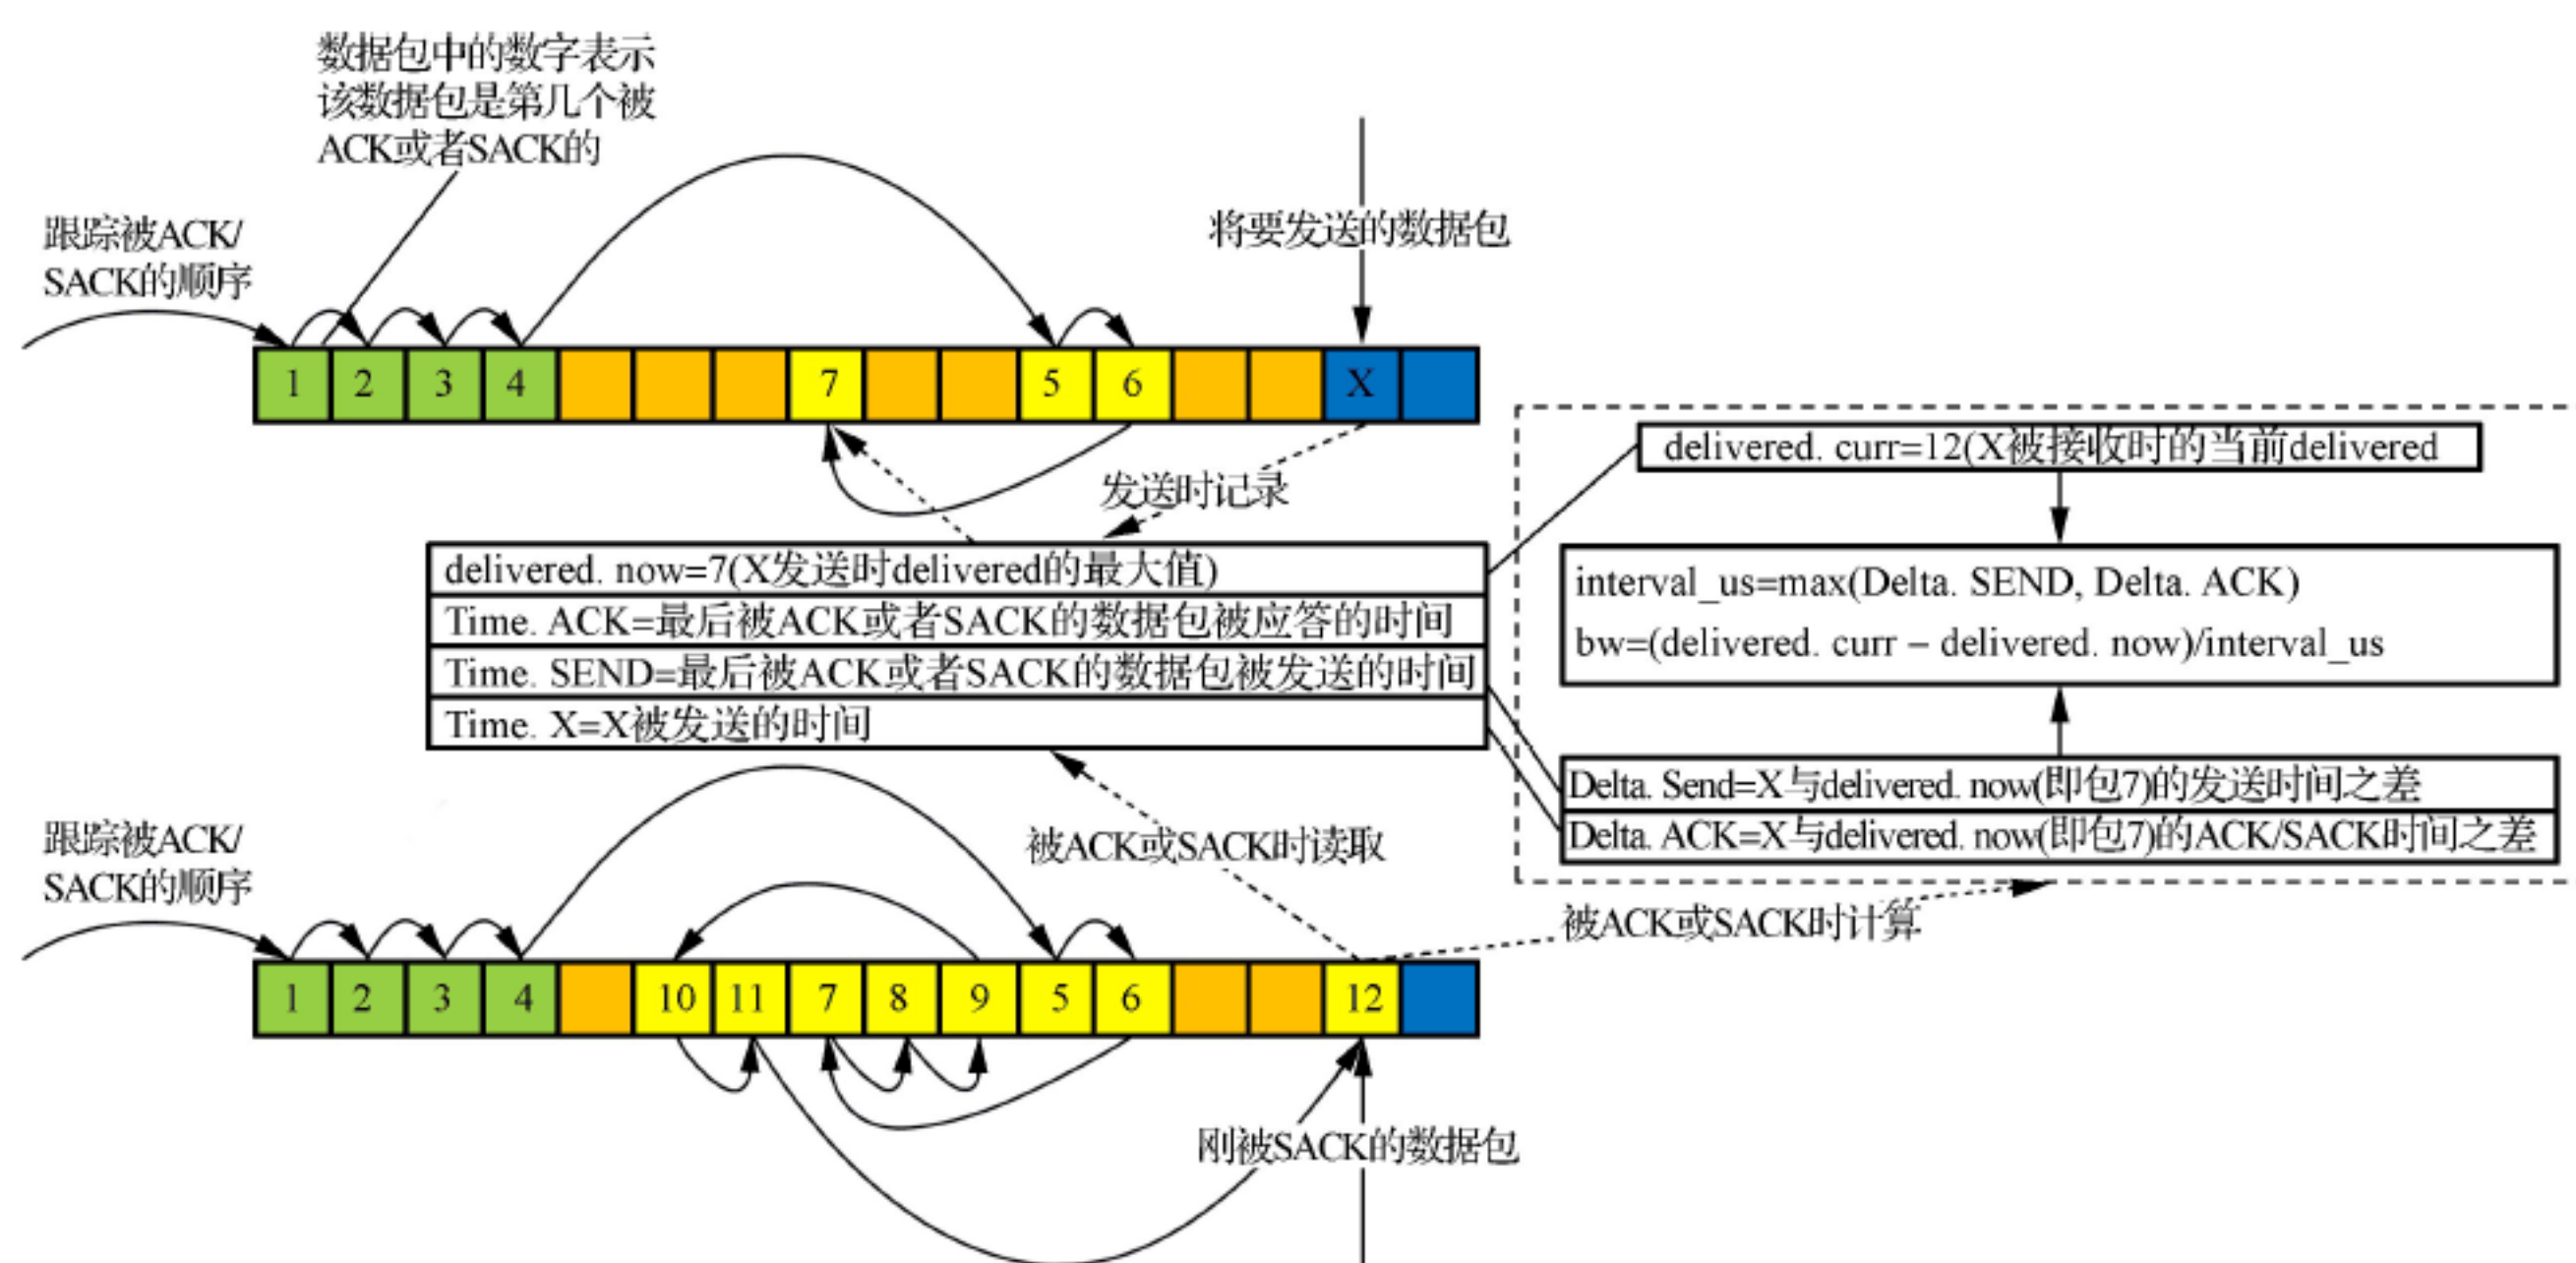 数据包中的数字表示
该数据包是第几个被
ACK或者SACK的
跟踪被ACK/
SACK的顺序
将要发送的数据包
1 2 3 4 7 5 6 X
发送时记录
delivered. now=7(X发送时delivered的最大值)
Time. ACK=最后被ACK或者SACK的数据包被应答的时间
Time. SEND=最后被ACK或者SACK的数据包被发送的时间
Time. X=X被发送的时间
delivered. curr=12(X被接收时的当前delivered
interval_us=max(Delta. SEND, Delta. ACK)
bw=(delivered. curr – delivered. now)/interval_us
Delta. Send=X与delivered. now(即包7)的发送时间之差
Delta. ACK=X与delivered. now(即包7)的ACK/SACK时间之差
跟踪被ACK/
SACK的顺序
被ACK或SACK时读取
被ACK或SACK时计算
1 2 3 4 10 11 7 8 9 5 6 12
刚被SACK的数据包